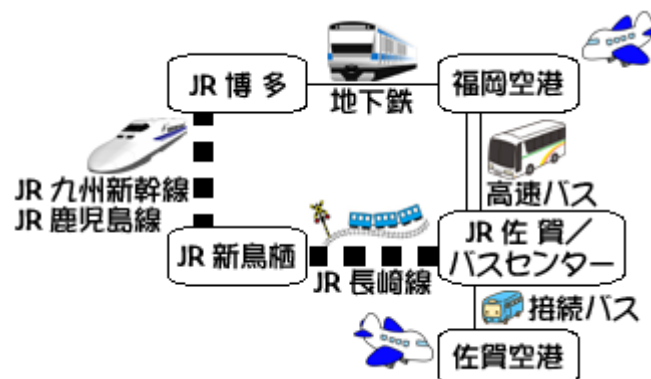 JR 博 多
地下鉄
福岡空港
JR 九州新幹線
JR 鹿児島線
高速バス
JR 新鳥栖
JR 長崎線
JR 佐 賀／
バスセンター
接続バス
佐賀空港